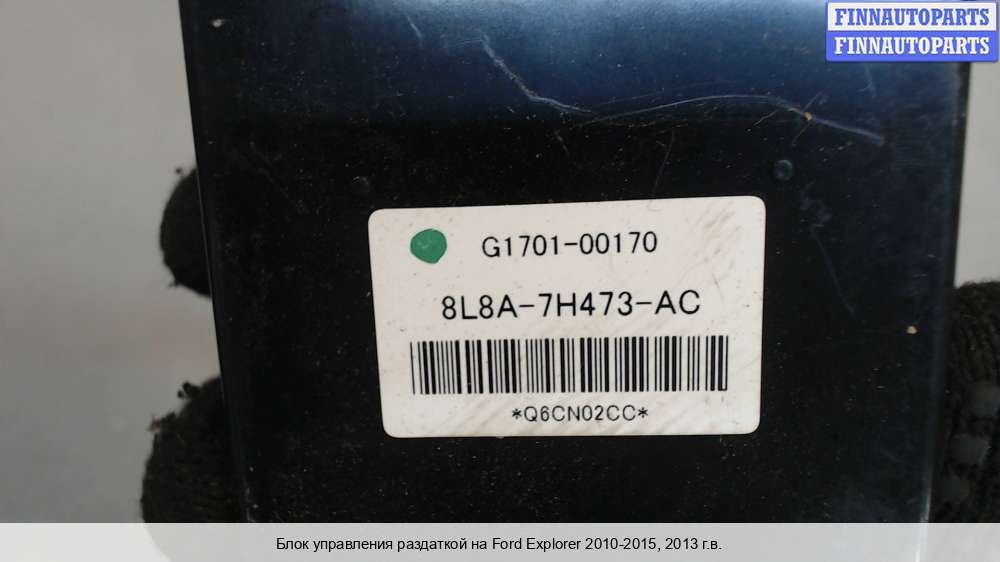 FINNAUTOPARTS
FINNAUTOPARTS
G1701-00170
8L8A-7H473-AC
*Q6CN02CC*
Блок управления раздаткой на Ford Explorer 2010-2015, 2013 г.в.